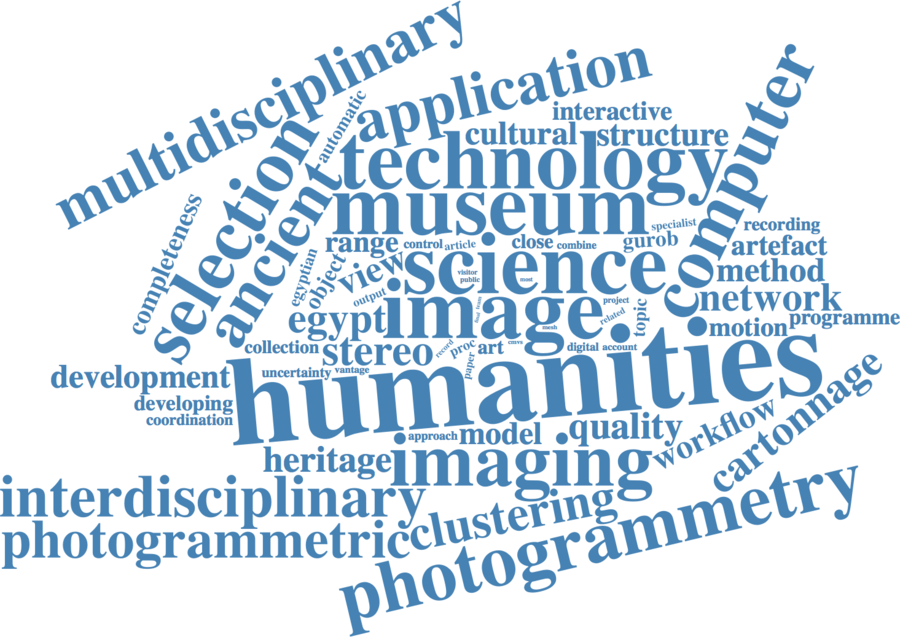 multidisciplinary
application
automatic
interactive
cultural
structure
computer
technology
selection
ancient
museum
completeness
specialist
recording
range
control
article
close
combine
gurob
artefact
egyptian
object
view
science
visitor
public
method
output
image
project
network
egypt
related
topic
motion
programme
mesh
collection
stereo
record
proc
art
cmva
digital
account
uncertainty
vantage
paper
development
humanities
developing
coordination
approach
model
quality
workflow
cartonnage
heritage
imaging
interdisciplinary
clustering
photogrammetric
photogrammetry